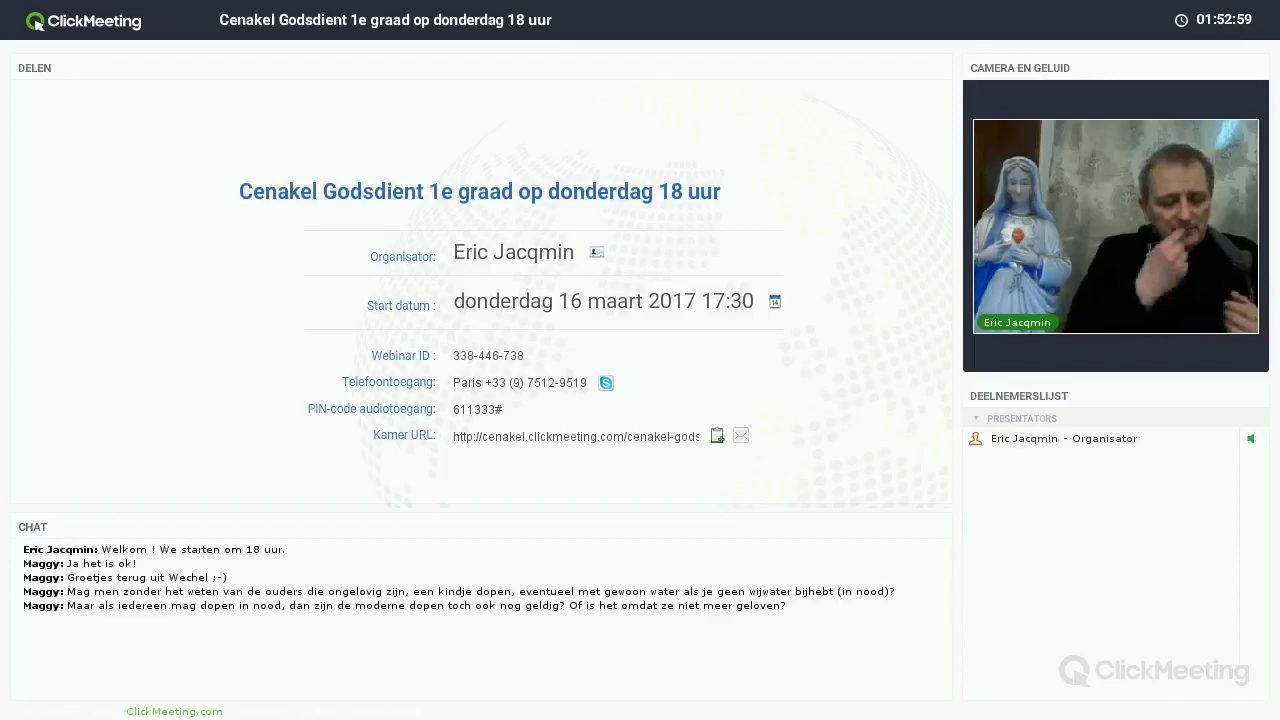 ClickMeeting
Cenakel Godsdient 1e graad op donderdag 18 uur
01:52:59
DELEN
CAMERA EN GELUID
Cenakel Godsdient 1e graad op donderdag 18 uur
Organisator: Eric Jacqmin
Start datum : donderdag 16 maart 2017 17:30
14
Webinar ID : 338-446-738
Telefoontoegang: Paris +33 (9) 7512-9519
PIN-code audiotoegang: 611333#
Kamer URL: http://cenakel.clickmeeting.com/cenakel-gods
Eric Jacqmin
DEELNEMERSLIJST
PRESENTATORS
Eric Jacqmin - Organisator
CHAT
Eric Jacqmin: Welkom ! We starten om 18 uur.
Maggy: Ja het is ok!
Maggy: Groetjes terug uit Wechel ;-)
Maggy: Mag men zonder het weten van de ouders die ongelovig zijn, een kindje dopen, eventueel met gewoon water als je geen wijwater bijhebt (in nood)?
Maggy: Maar als iedereen mag dopen in nood, dan zijn de moderne dopen toch ook nog geldig? Of is het omdat ze niet meer geloven?
ClickMeeting
ClickMeeting.com